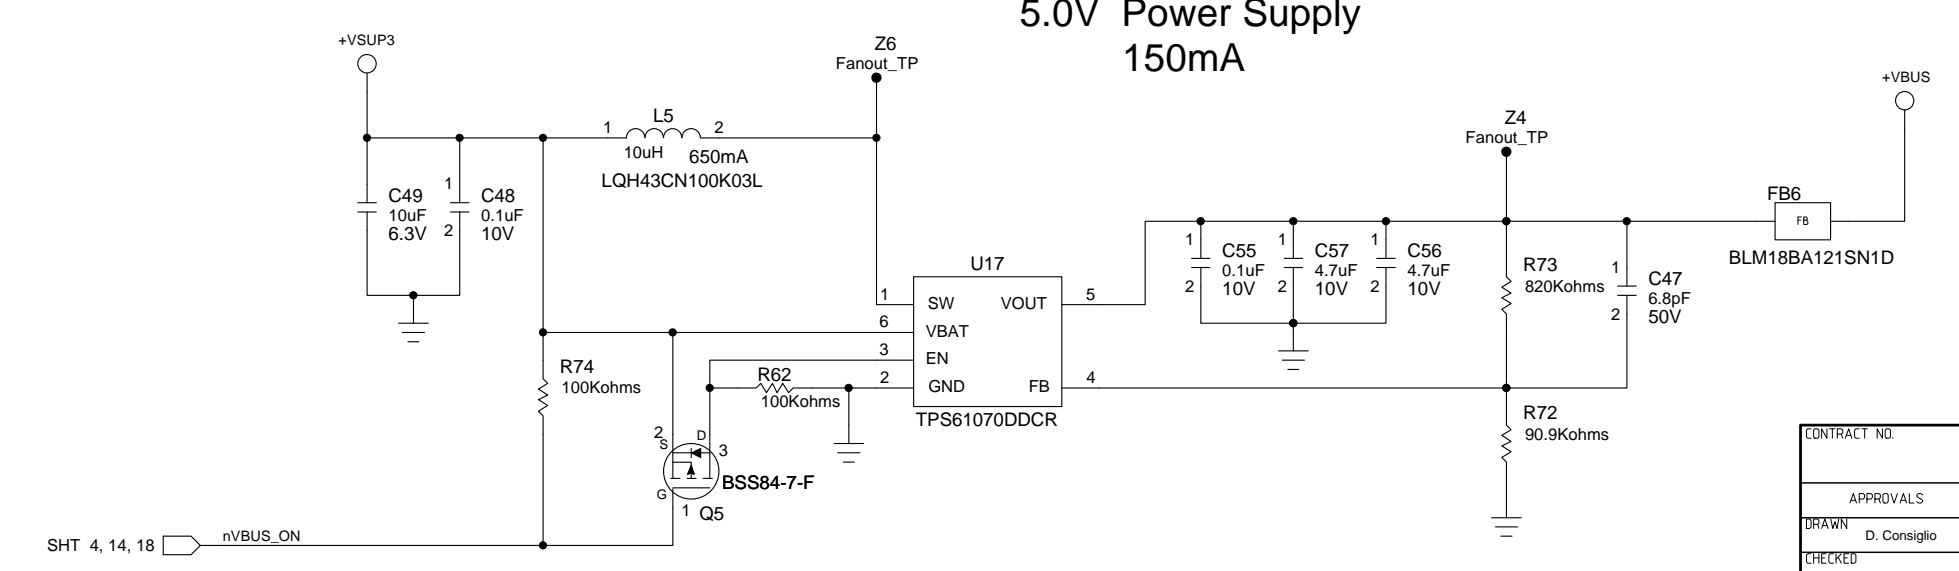 5.0V Power Supply
150mA
+VSUP3
Z6
Fanout_TP
+VBUS
L5
1
2
10uH
650mA
LQH43CN100K03L
Z4
Fanout_TP
C49
10uF
6.3V
1
C48
0.1uF
10V
2
FB6
FB
BLM18BA121SN1D
1
C55
0.1uF
10V
2
1
C57
4.7uF
10V
2
1
C56
4.7uF
10V
2
R73
820Kohms
1
C47
6.8pF
50V
2
U17
1
SW
VOUT
5
6
VBAT
3
EN
2
GND
FB
4
TPS61070DDCR
R74
100Kohms
R62
100Kohms
R72
90.9Kohms
2
S
D
3
G
1
BSS84-7-F
Q5
SHT 4, 14, 18
nVBUS_ON
CONTRACT NO.
APPROVALS
DRAWN
D. Consiglio
CHECKED